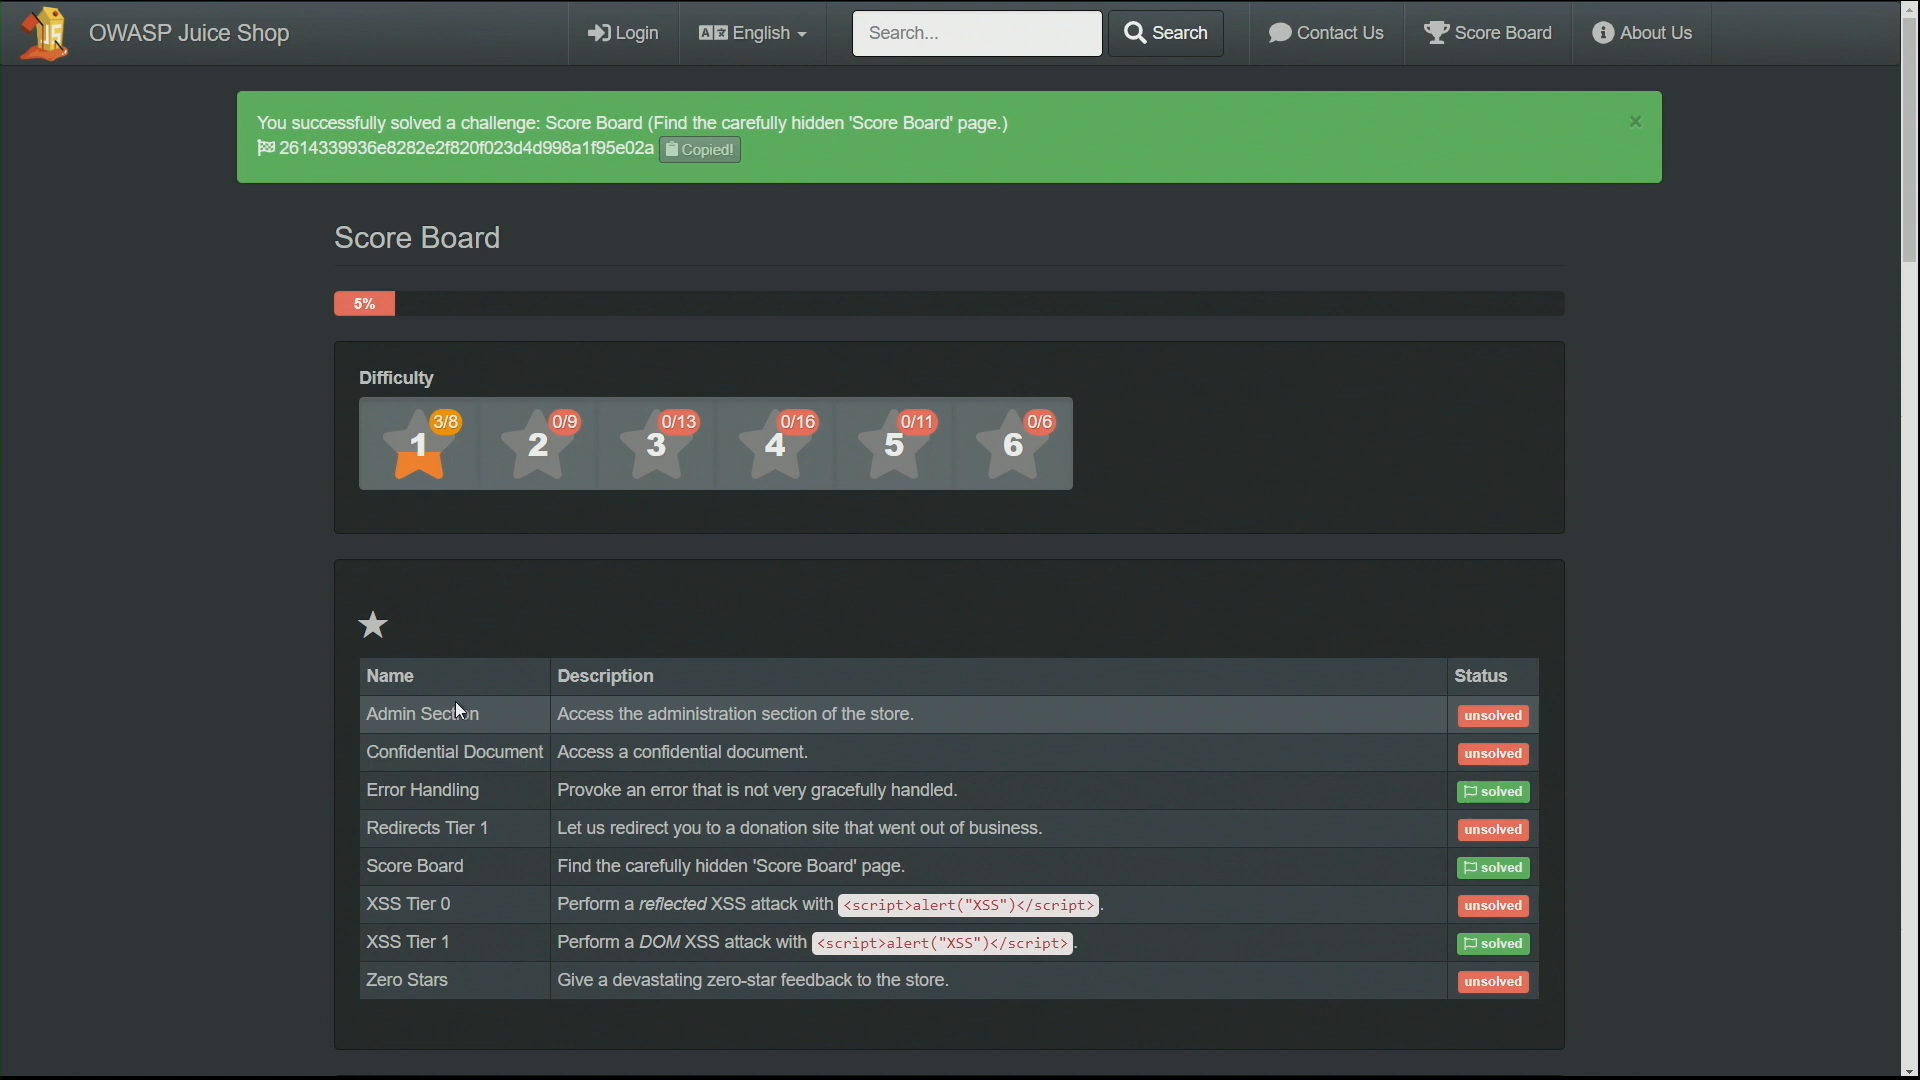 OWASP Juice Shop
Login
English
Search...
Search
Contact Us
Score Board
About Us
You successfully solved a challenge: Score Board (Find the carefully hidden 'Score Board' page.)
2614339936e8282e2f820f023d4d998a1f95e02a Copied!
×
Score Board
5%
Difficulty
1 3/8
2 0/9
3 0/13
4 0/16
5 0/11
6 0/6
Name Description Status
Admin Section Access the administration section of the store. unsolved
Confidential Document Access a confidential document. unsolved
Error Handling Provoke an error that is not very gracefully handled. solved
Redirects Tier 1 Let us redirect you to a donation site that went out of business. unsolved
Score Board Find the carefully hidden 'Score Board' page. solved
XSS Tier 0 Perform a reflected XSS attack with <script>alert("XSS")</script>. unsolved
XSS Tier 1 Perform a DOM XSS attack with <script>alert("XSS")</script>. solved
Zero Stars Give a devastating zero-star feedback to the store. unsolved